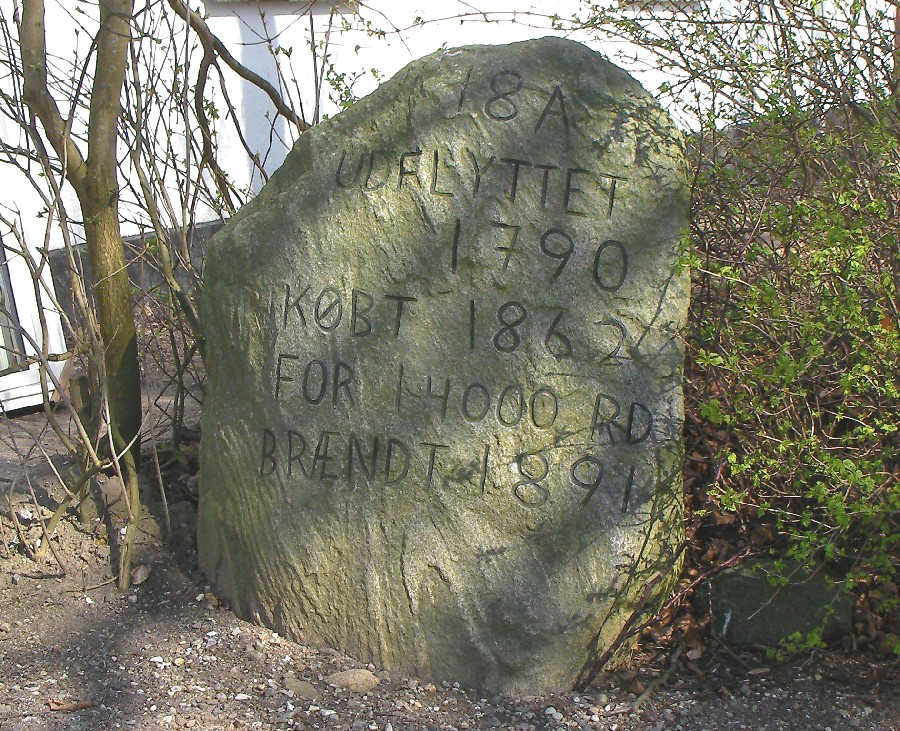 18A
UDFLYTTET
1790
KØBT 1862
FOR 14000 RD
BRÆNDT 1891